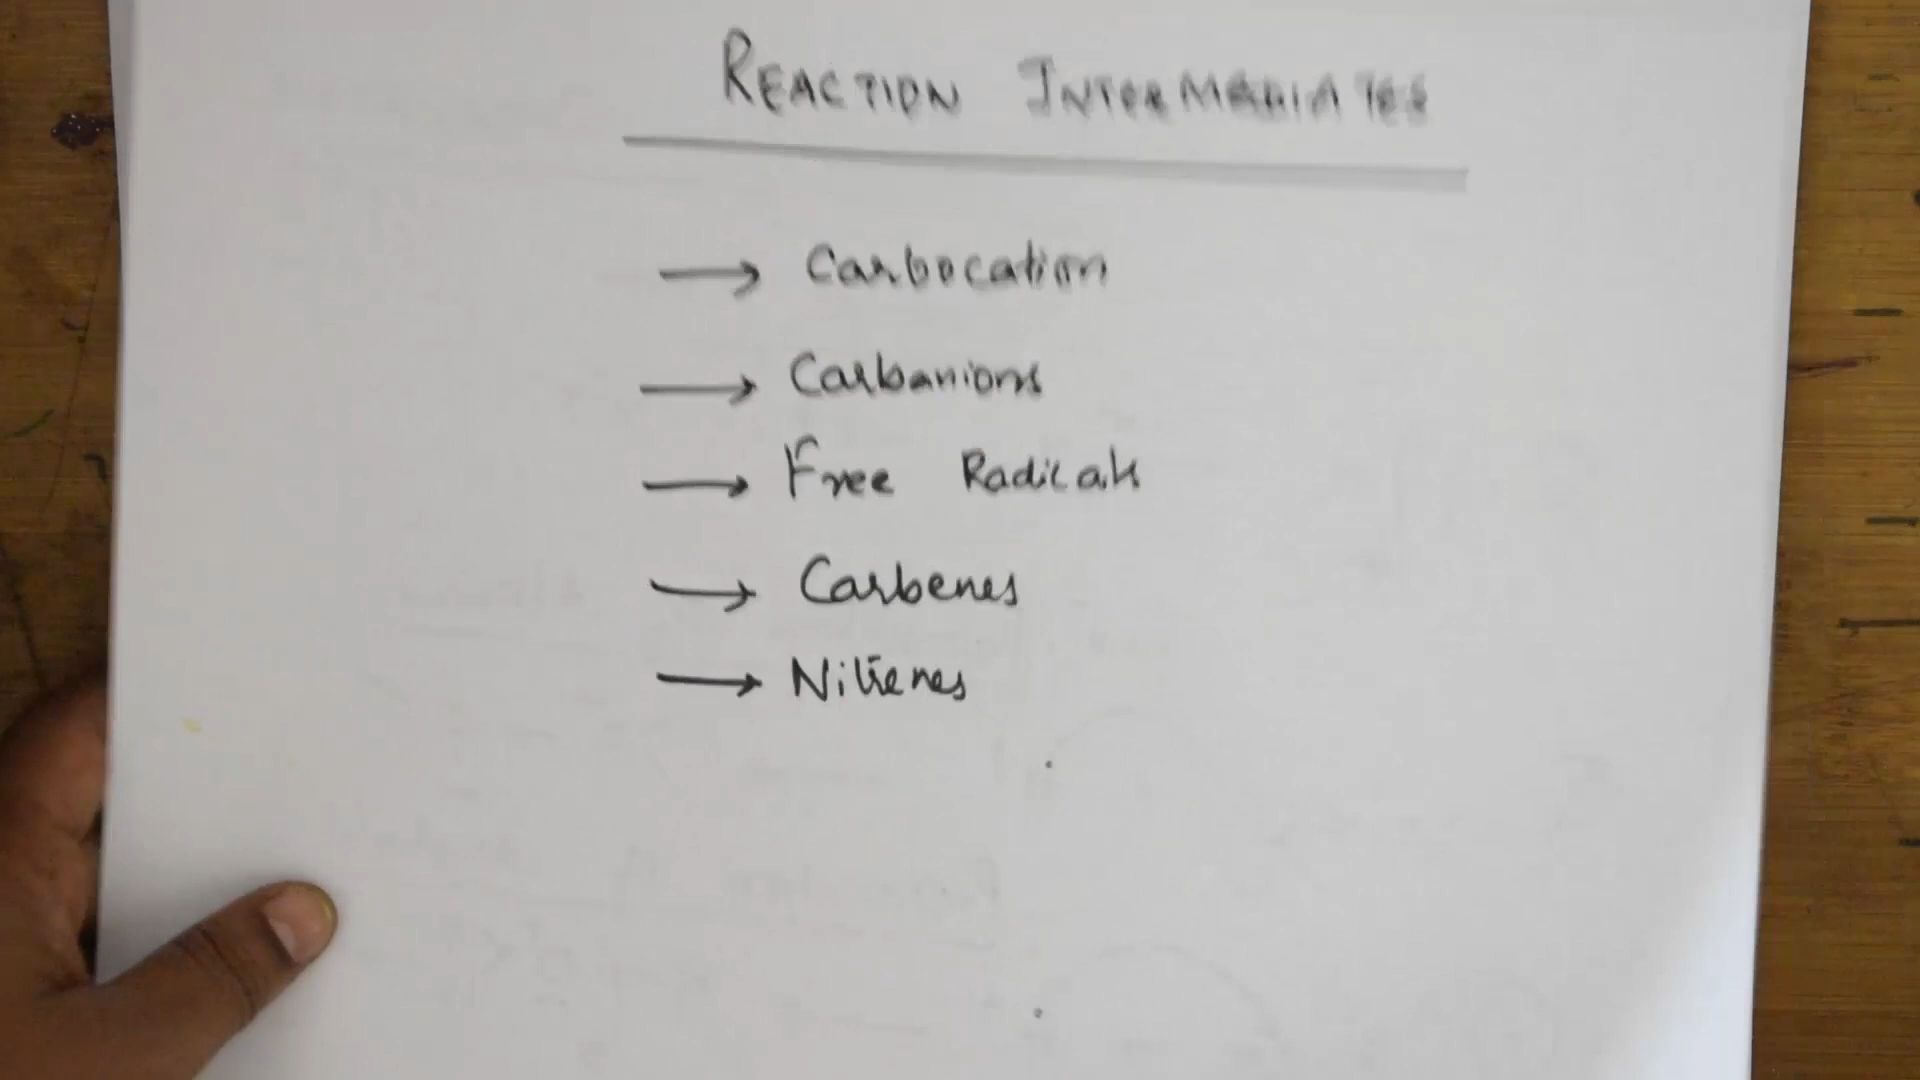 REACTION INTERMEDIATES
→ Carbocation
→ Carbanions
→ Free Radicals
→ Carbenes
→ Nitrenes